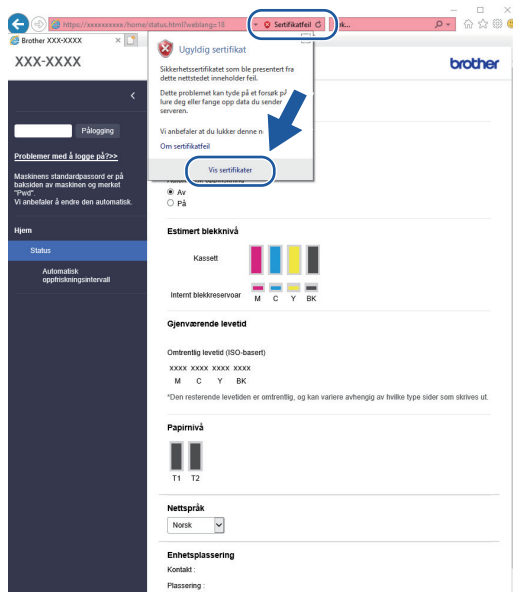 https://xxxxxxxxxx/home/status.html?weblang=18
Sertifikatfeil
Brother XXX-XXXX
XXX-XXXX
brother
Ugyldig sertifikat
Sikkerhetssertifikatet som ble presentert fra
dette nettstedet inneholder feil.
Dette problemet kan tyde på et forsøk på
lure deg eller fange opp data du sender
serveren.
Vi anbefaler at du lukker denne
Om sertifikatfeil
Vis sertifikater
Pålogging
Problemer med å logge på?>>
Maskinens standardpassord er på
baksiden av maskinen og merket
"Pwd".
Vi anbefaler å endre den automatisk.
Hjem
Status
Automatisk
oppfriskningsintervall
Av
På
Estimert blekknivå
Kassett
Internt blekkreservoar
M C Y BK
Gjenværende levetid
Omtrentlig levetid (ISO-basert)
xxxx xxxx xxxx xxxx
M C Y BK
*Den resterende levetiden er omtrentlig, og kan variere avhengig av hvilke type sider som skrives ut.
Papirnivå
T1 T2
Nettspråk
Norsk
Enhetsplassering
Kontakt :
Plassering :